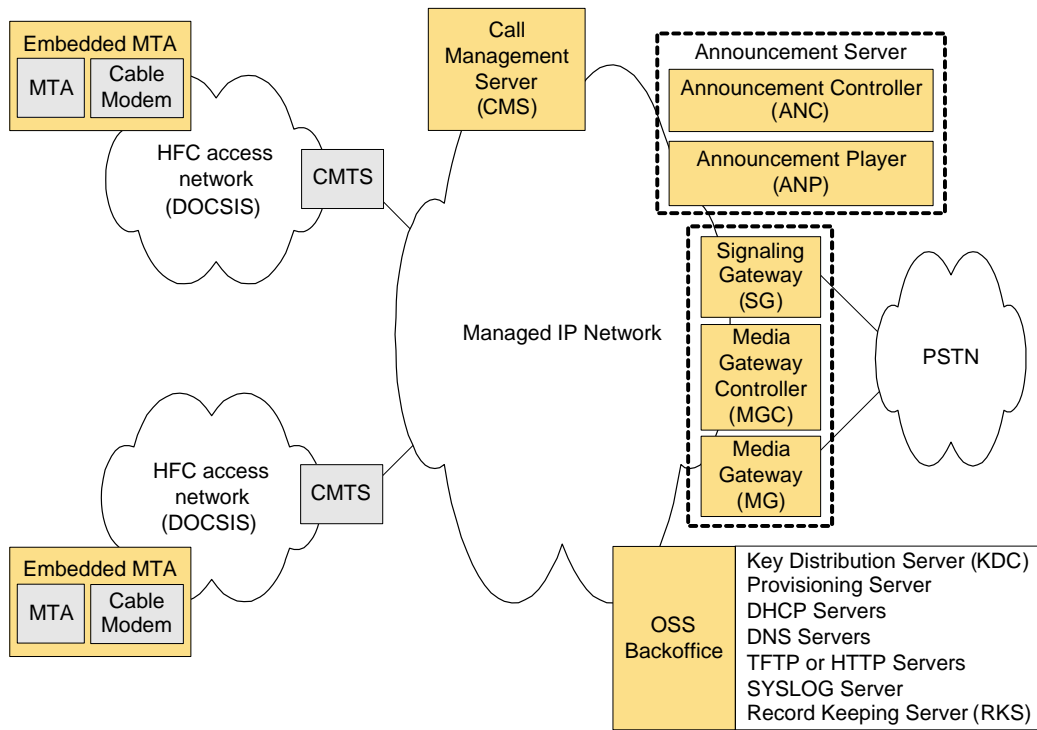 Embedded MTA
MTA
Cable
Modem
HFC access
network
(DOCSIS)
CMTS
Call
Management
Server
(CMS)
Announcement Server
Announcement Controller
(ANC)
Announcement Player
(ANP)
Signaling
Gateway
(SG)
Media
Gateway
Controller
(MGC)
Media
Gateway
(MG)
Managed IP Network
PSTN
HFC access
network
(DOCSIS)
CMTS
Embedded MTA
MTA
Cable
Modem
OSS
Backoffice
Key Distribution Server (KDC)
Provisioning Server
DHCP Servers
DNS Servers
TFTP or HTTP Servers
SYSLOG Server
Record Keeping Server (RKS)